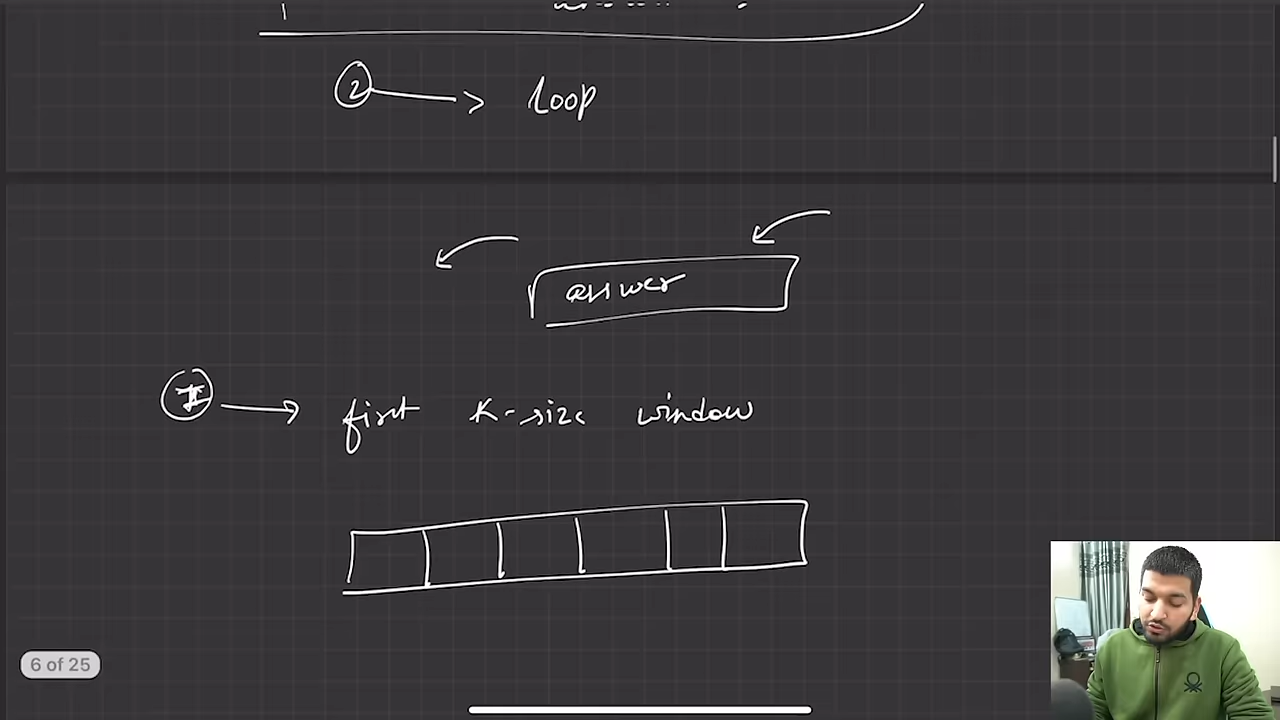 2 → loop
answer
I → first K-size window
6 of 25